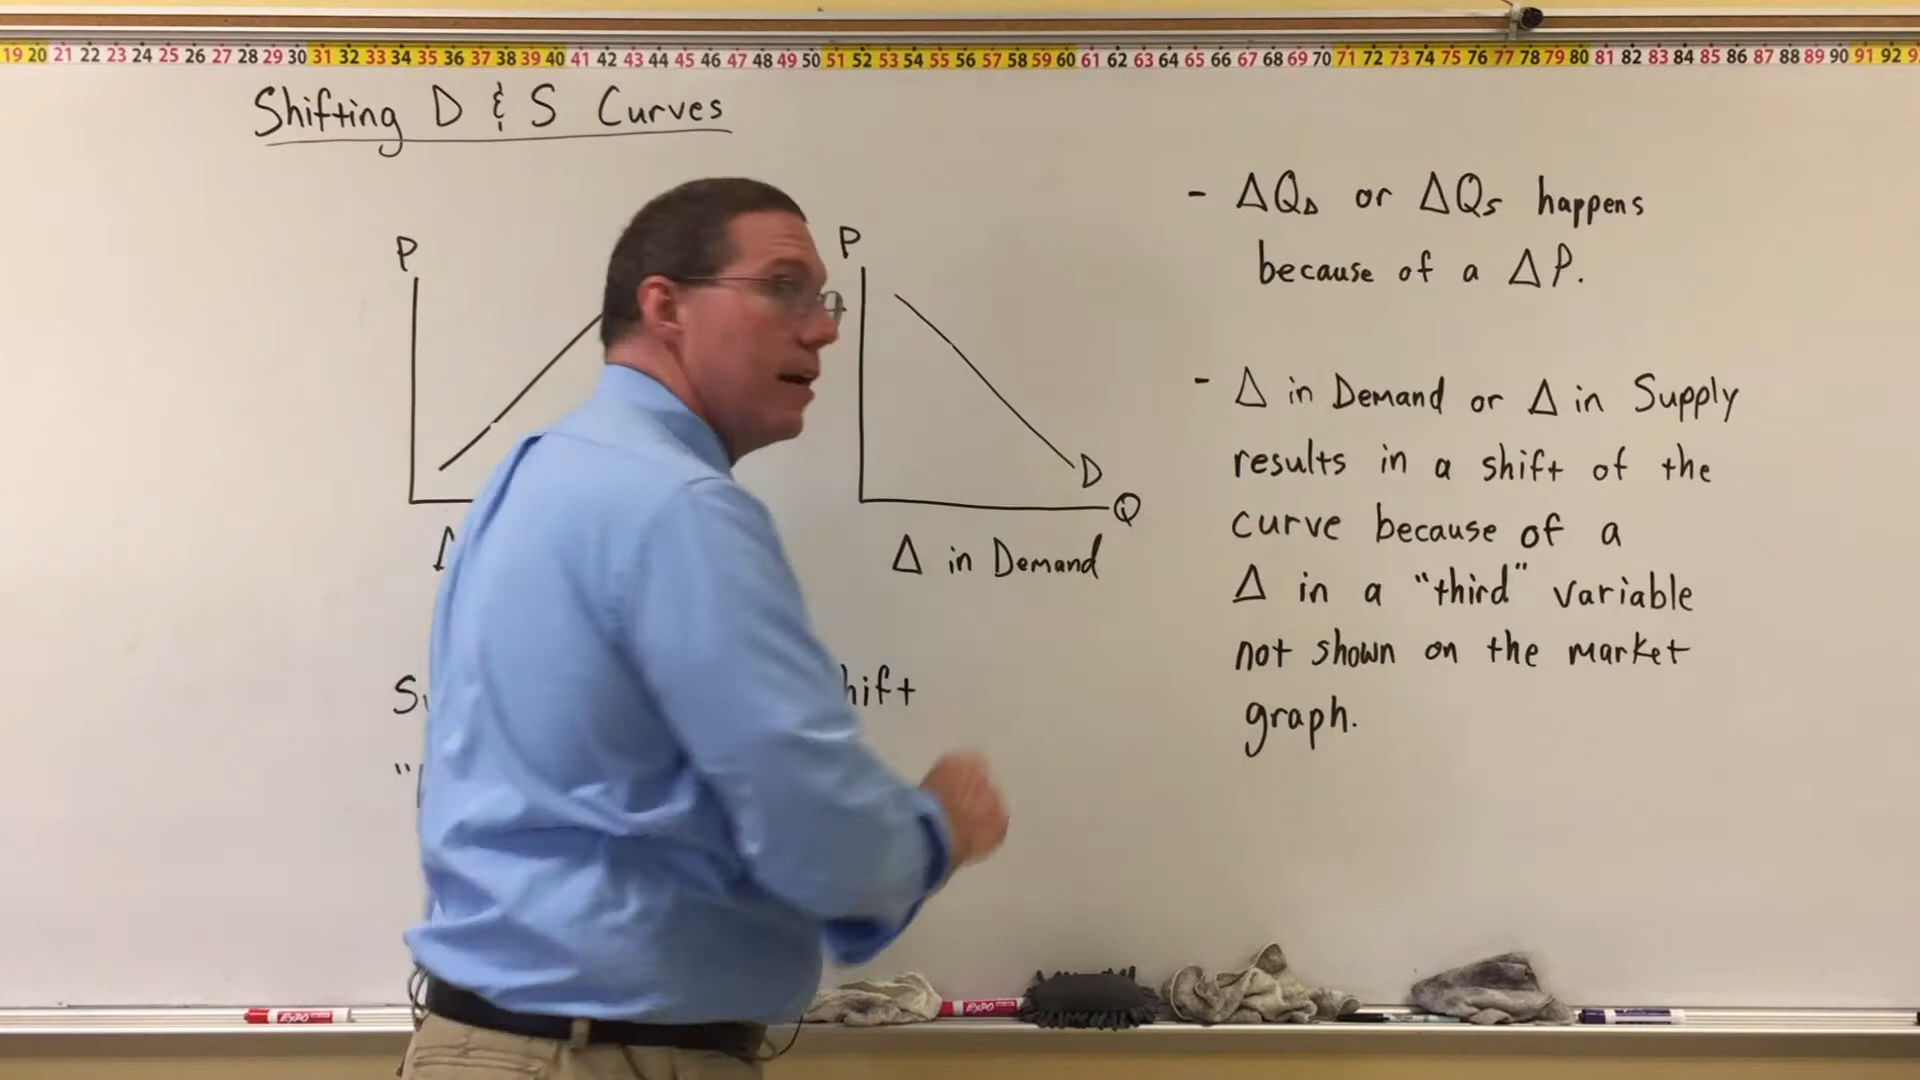 19 20 21 22 23 24 25 26 27 28 29 30 31 32 33 34 35 36 37 38 39 40 41 42 43 44 45 46 47 48 49 50 51 52 53 54 55 56 57 58 59 60 61 62 63 64 65 66 67 68 69 70 71 72 73 74 75 76 77 78 79 80 81 82 83 84 85 86 87 88 89 90 91 92
Shifting D & S Curves
P
P
D
Q
Δ in Demand
- ΔQD or ΔQS happens
because of a ΔP.
- Δ in Demand or Δ in Supply
results in a shift of the
curve because of a
Δ in a "third" variable
not shown on the market
graph.
EXPO
EXPO